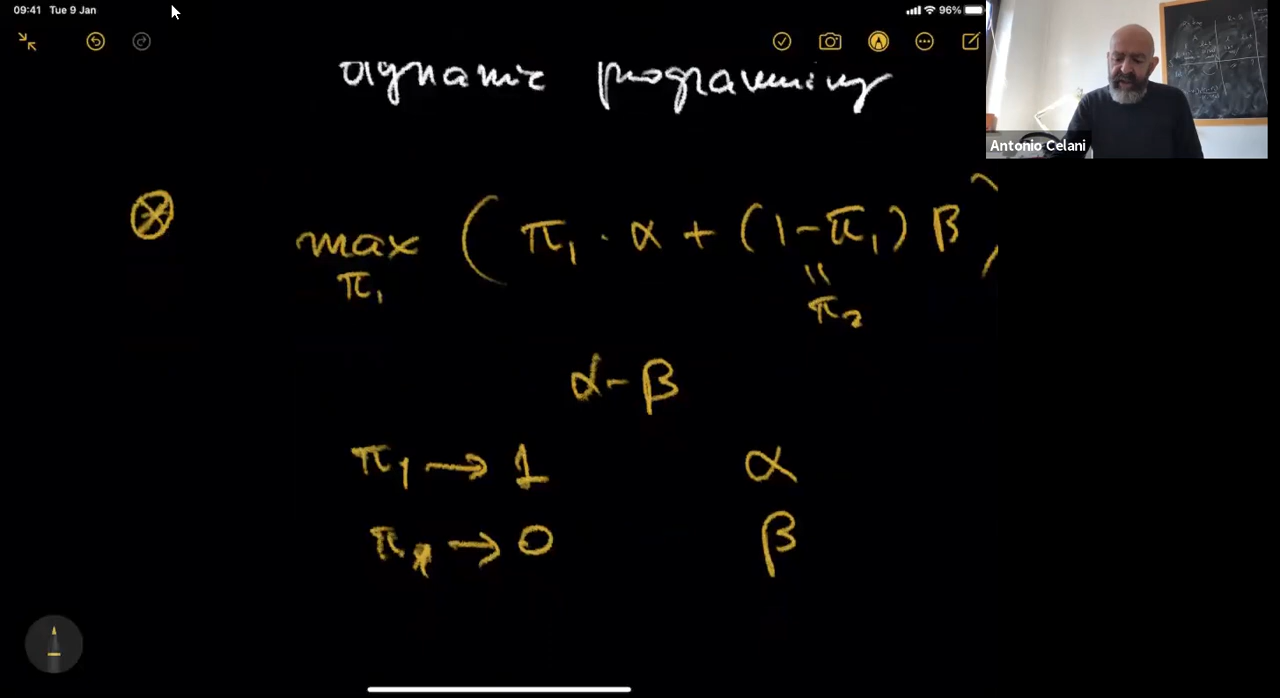 09:41 Tue 9 Jan
96%
dynamic programming
Antonio Celani
⊗ max ( π₁ · α + (1-π₁) β )
π₁
=
π₂
α - β
π₁ → 1 α
π₁ → 0 β